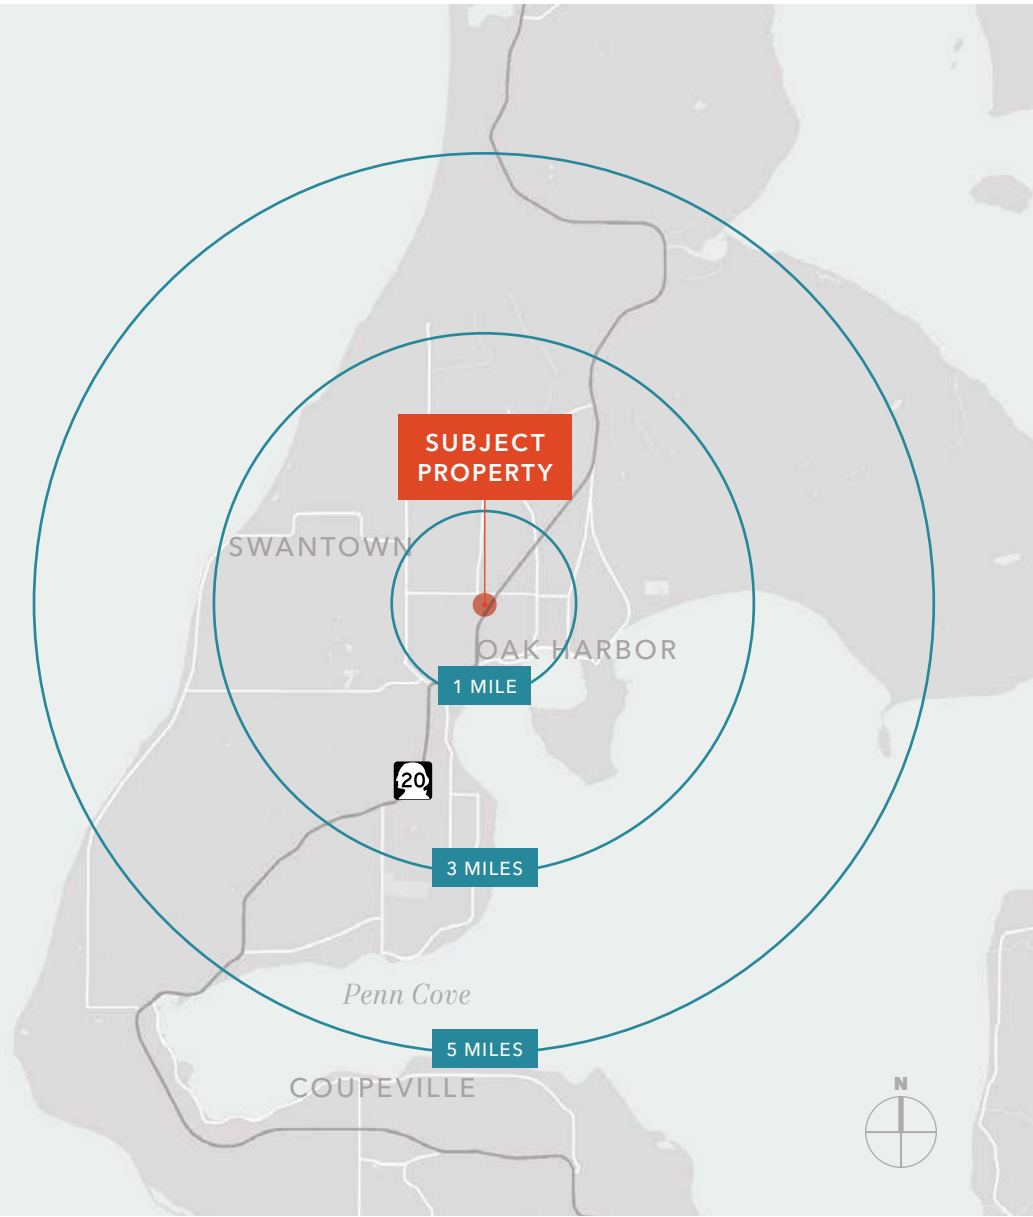 SUBJECT
PROPERTY
SWANTOWN
OAK HARBOR
1 MILE
20
3 MILES
Penn Cove
5 MILES
COUPEVILLE
N